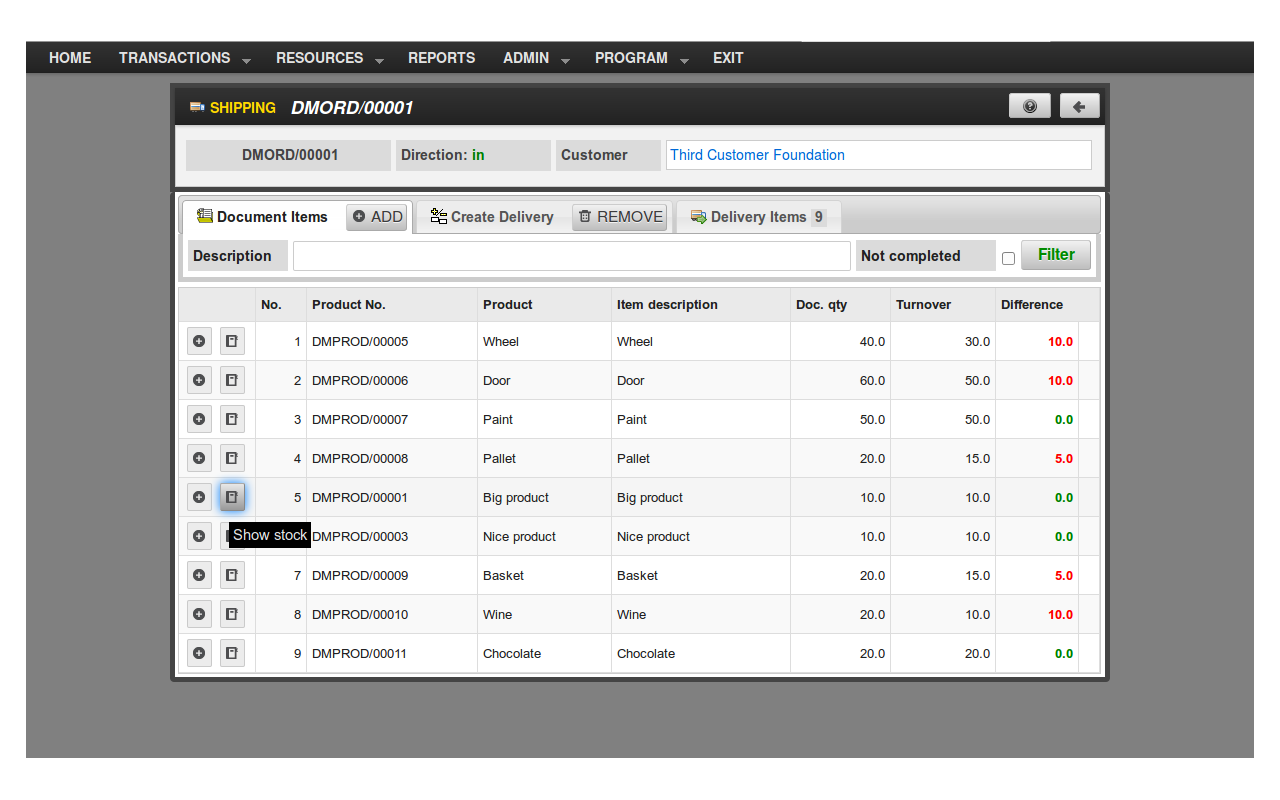 HOME TRANSACTIONS RESOURCES REPORTS ADMIN PROGRAM EXIT
SHIPPING DMORD/00001
DMORD/00001 Direction: in Customer Third Customer Foundation
Document Items ADD Create Delivery REMOVE Delivery Items 9
Description Not completed Filter
No. Product No. Product Item description Doc. qty Turnover Difference
1 DMPROD/00005 Wheel Wheel 40.0 30.0 10.0
2 DMPROD/00006 Door Door 60.0 50.0 10.0
3 DMPROD/00007 Paint Paint 50.0 50.0 0.0
4 DMPROD/00008 Pallet Pallet 20.0 15.0 5.0
5 DMPROD/00001 Big product Big product 10.0 10.0 0.0
Show stock DMPROD/00003 Nice product Nice product 10.0 10.0 0.0
7 DMPROD/00009 Basket Basket 20.0 15.0 5.0
8 DMPROD/00010 Wine Wine 20.0 10.0 10.0
9 DMPROD/00011 Chocolate Chocolate 20.0 20.0 0.0